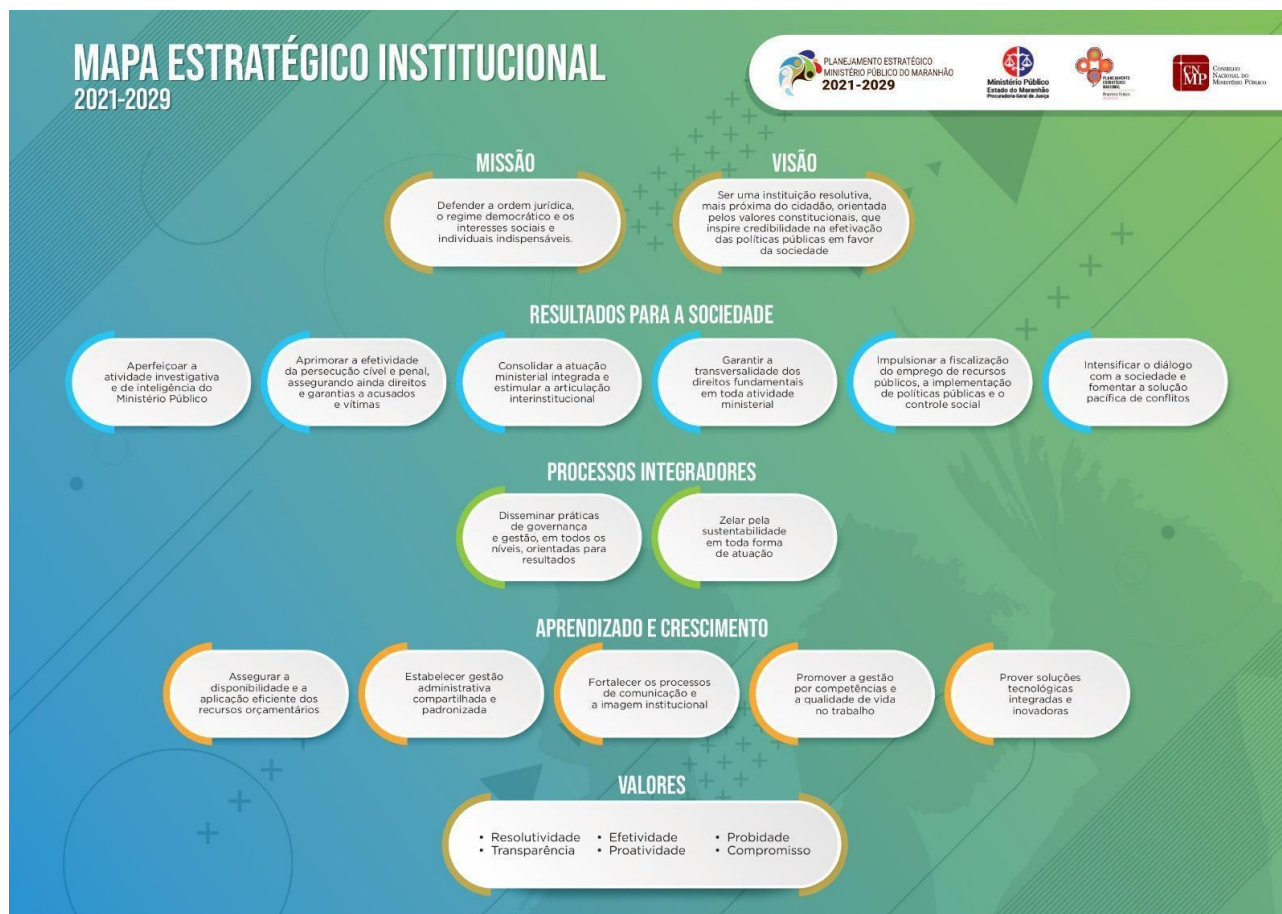 MAPA ESTRATÉGICO INSTITUCIONAL
2021-2029
PLANEJAMENTO ESTRATÉGICO
MINISTÉRIO PÚBLICO DO MARANHÃO
2021-2029
Ministério Público
Estado do Maranhão
Procuradoria-Geral da Justiça
PLANEJAMENTO
ESTRATÉGICO
NACIONAL
Ministério Público
CN
MP
CONSELHO
NACIONAL DO
MINISTÉRIO PÚBLICO
MISSÃO
Defender a ordem jurídica,
o regime democrático e os
interesses sociais e
individuais indispensáveis.
VISÃO
Ser uma instituição resolutiva,
mais próxima do cidadão, orientada
pelos valores constitucionais, que
inspire credibilidade na efetivação
das políticas públicas em favor
da sociedade
RESULTADOS PARA A SOCIEDADE
Aperfeiçoar a
atividade investigativa
e de inteligência do
Ministério Público
Aprimorar a efetividade
da persecução cível e penal,
assegurando ainda direitos
e garantias a acusados
e vítimas
Consolidar a atuação
ministerial integrada e
estimular a articulação
interinstitucional
Garantir a
transversalidade dos
direitos fundamentais
em toda atividade
ministerial
Impulsionar a fiscalização
do emprego de recursos
públicos, a implementação
de políticas públicas e o
controle social
Intensificar o diálogo
com a sociedade e
fomentar a solução
pacífica de conflitos
PROCESSOS INTEGRADORES
Disseminar práticas
de governança
e gestão, em todos os
níveis, orientadas para
resultados
Zelar pela
sustentabilidade
em toda forma
de atuação
APRENDIZADO E CRESCIMENTO
Assegurar a
disponibilidade e a
aplicação eficiente dos
recursos orçamentários
Estabelecer gestão
administrativa
compartilhada e
padronizada
Fortalecer os processos
de comunicação e
a imagem institucional
Promover a gestão
por competências e
a qualidade de vida
no trabalho
Prover soluções
tecnológicas
integradas e
inovadoras
VALORES
• Resolutividade • Efetividade • Probidade
• Transparência • Proatividade • Compromisso